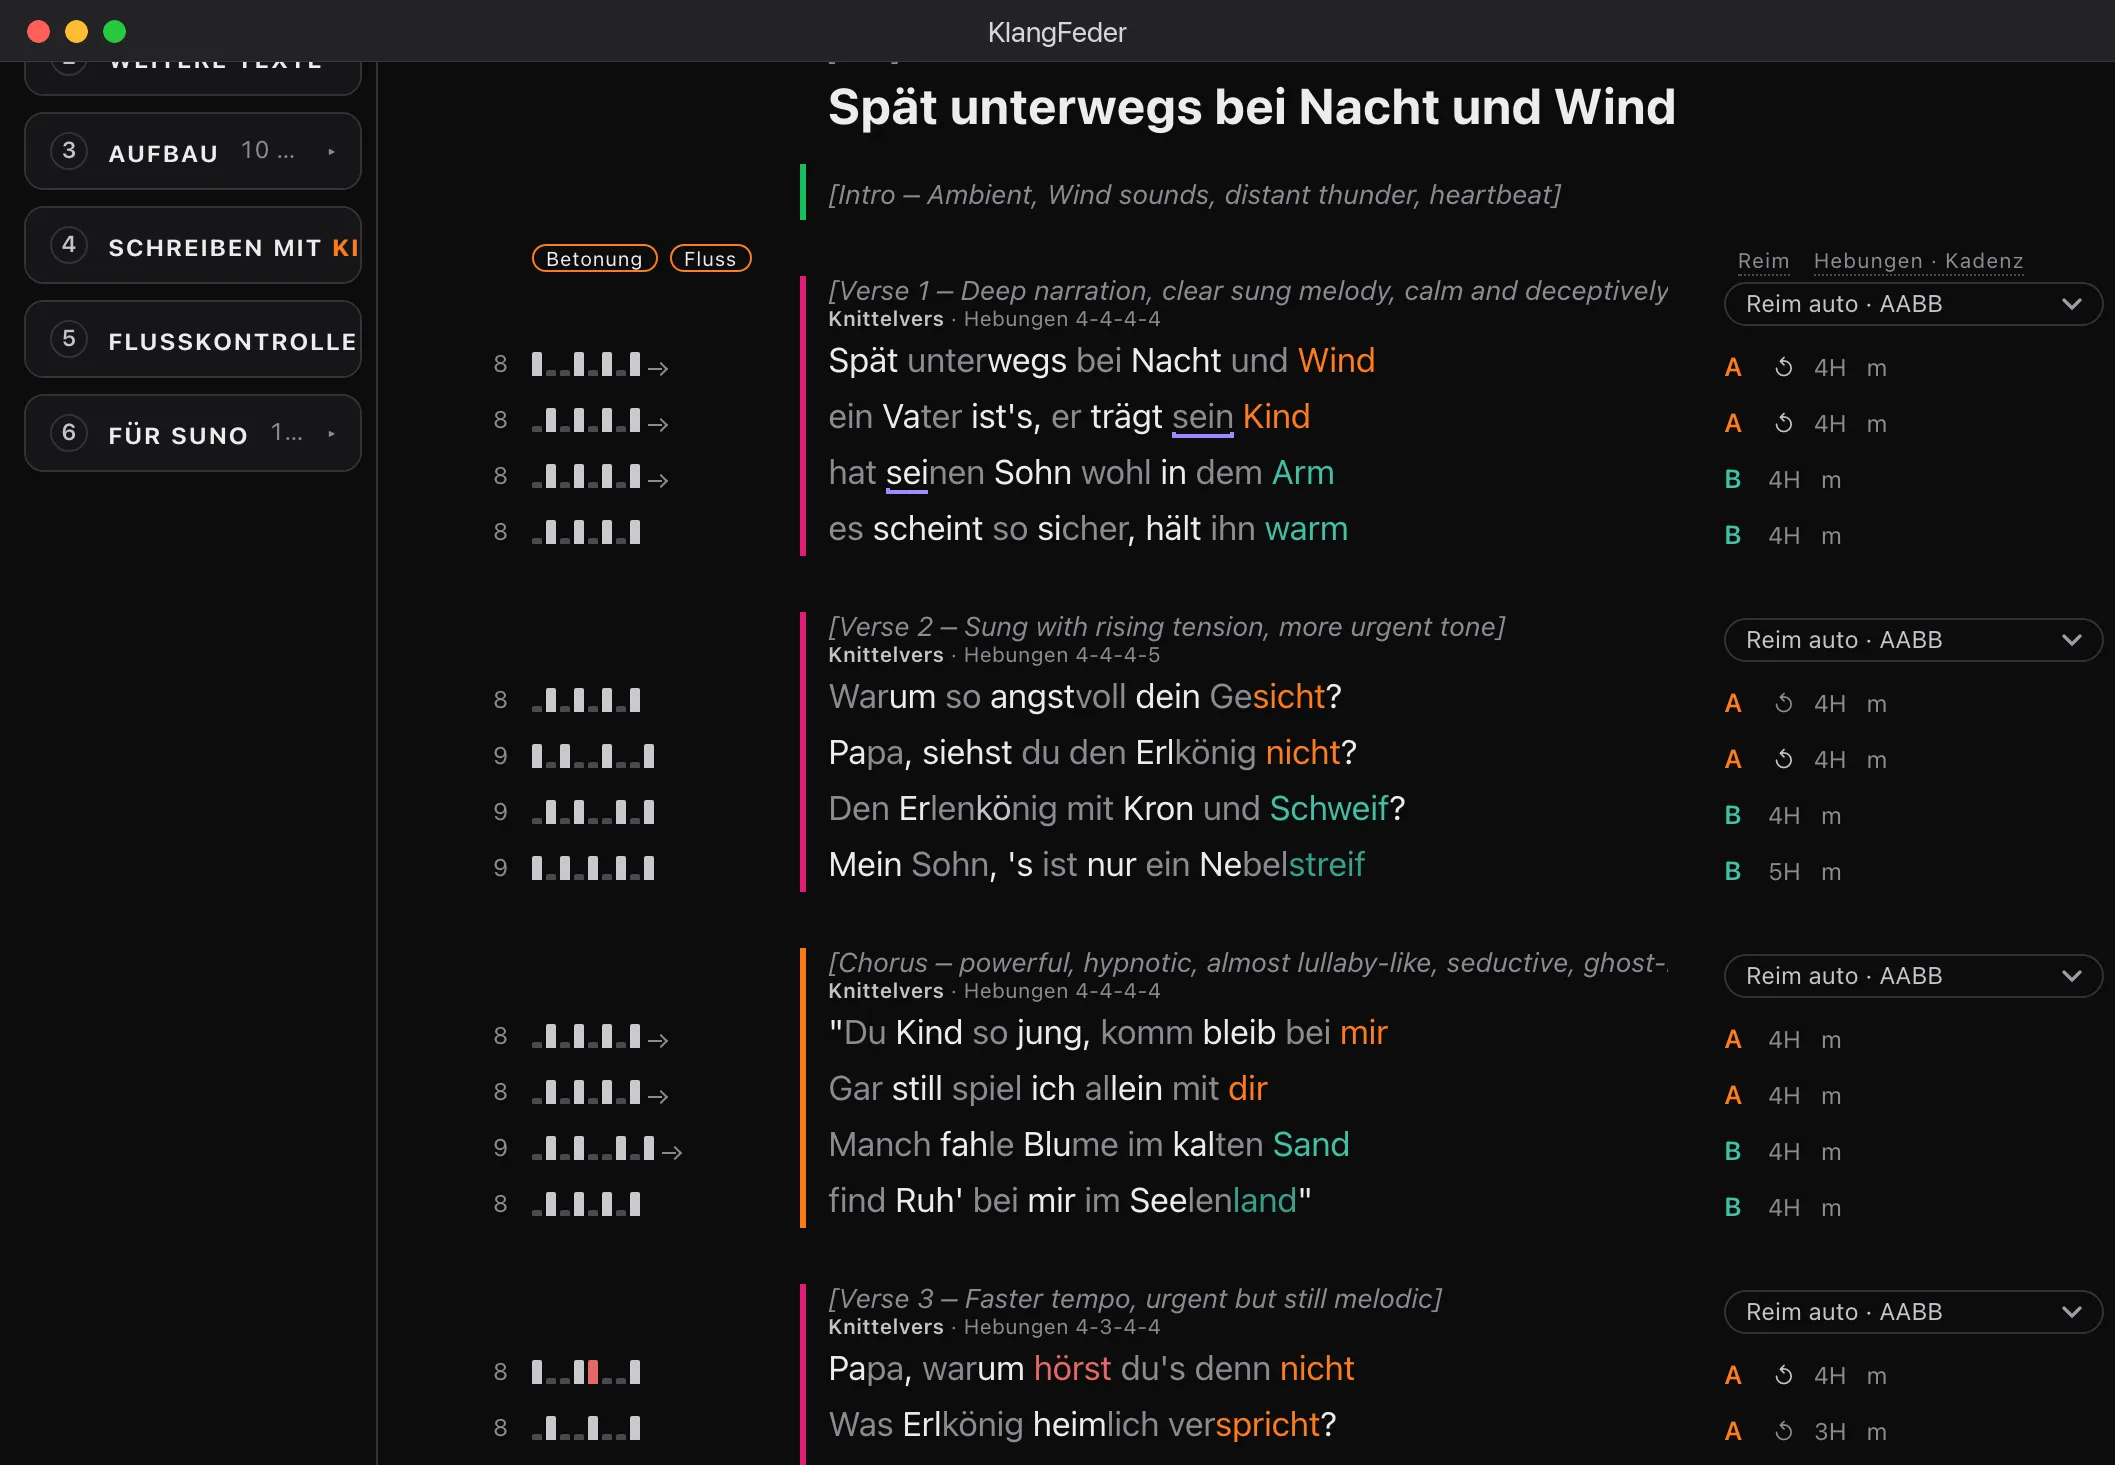 KlangFeder
2 WEITERE TEXTE
3 AUFBAU 10 ... ▸
4 SCHREIBEN MIT KI
5 FLUSSKONTROLLE
6 FÜR SUNO 1... ▸
Spät unterwegs bei Nacht und Wind
[Intro – Ambient, Wind sounds, distant thunder, heartbeat]
Betonung Fluss
Reim Hebungen · Kadenz
[Verse 1 – Deep narration, clear sung melody, calm and deceptively
Knittelvers · Hebungen 4-4-4-4
Reim auto · AABB
8 → Spät unterwegs bei Nacht und Wind A 4H m
8 → ein Vater ist's, er trägt sein Kind A 4H m
8 → hat seinen Sohn wohl in dem Arm B 4H m
8 es scheint so sicher, hält ihn warm B 4H m
[Verse 2 – Sung with rising tension, more urgent tone]
Knittelvers · Hebungen 4-4-4-5
Reim auto · AABB
8 Warum so angstvoll dein Gesicht? A 4H m
9 Papa, siehst du den Erlkönig nicht? A 4H m
9 Den Erlenkönig mit Kron und Schweif? B 4H m
9 Mein Sohn, 's ist nur ein Nebelstreif B 5H m
[Chorus – powerful, hypnotic, almost lullaby-like, seductive, ghost-
Knittelvers · Hebungen 4-4-4-4
Reim auto · AABB
8 → "Du Kind so jung, komm bleib bei mir A 4H m
8 → Gar still spiel ich allein mit dir A 4H m
9 → Manch fahle Blume im kalten Sand B 4H m
8 find Ruh' bei mir im Seelenland" B 4H m
[Verse 3 – Faster tempo, urgent but still melodic]
Knittelvers · Hebungen 4-3-4-4
Reim auto · AABB
8 Papa, warum hörst du's denn nicht A 4H m
8 Was Erlkönig heimlich verspricht? A 3H m